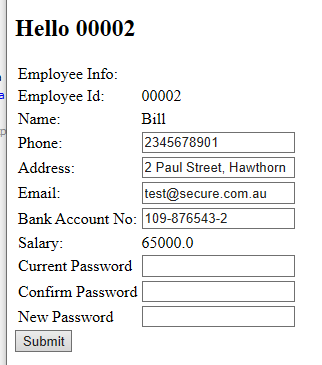 Hello 00002
Employee Info:
Employee Id: 00002
Name: Bill
Phone: 2345678901
Address: 2 Paul Street, Hawthorn
Email: test@secure.com.au
Bank Account No: 109-876543-2
Salary: 65000.0
Current Password
Confirm Password
New Password
Submit